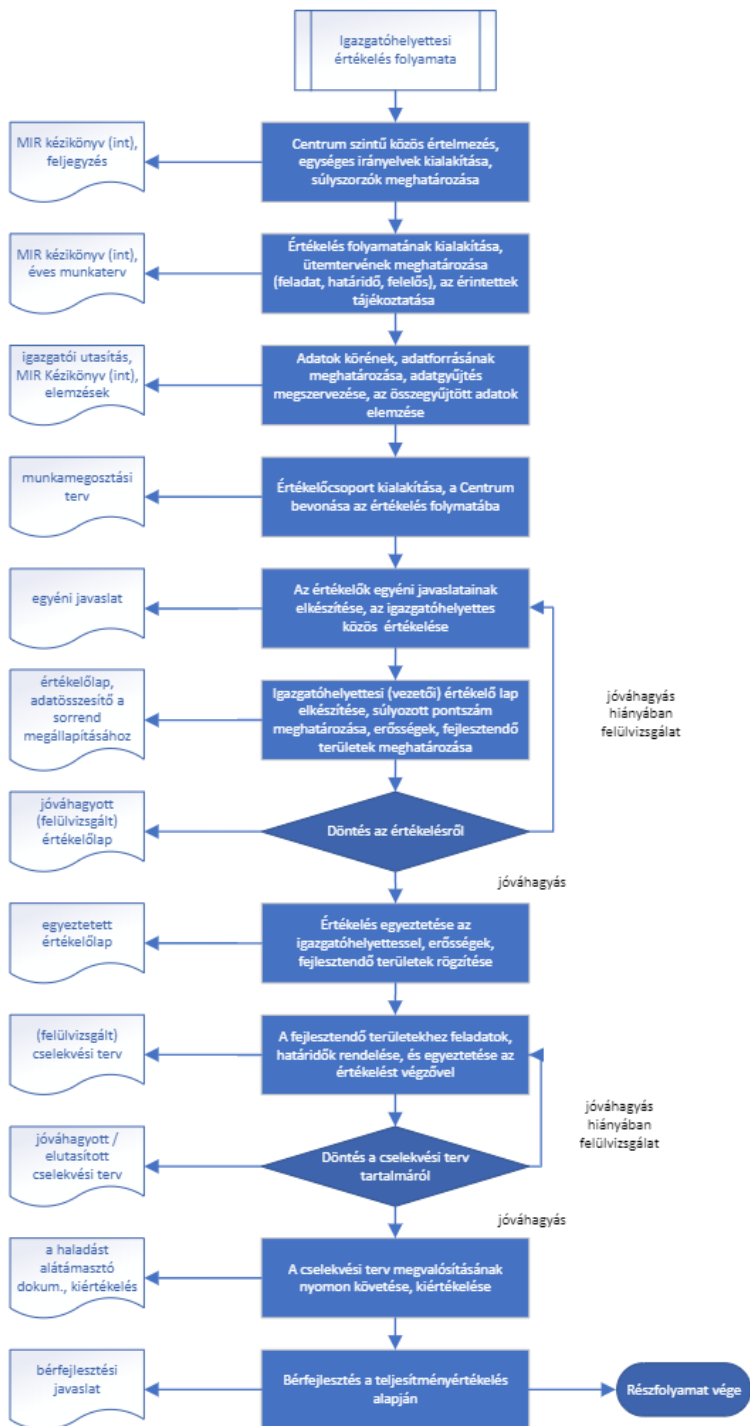 Igazgatóhelyettesi
értékelés folyamata
MIR kézikönyv (int),
feljegyzés
Centrum szintű közös értelmezés,
egységes irányelvek kialakítása,
súlyszorzók meghatározása
MIR kézikönyv (int),
éves munkaterv
Értékelés folyamatának kialakítása,
ütemtervének meghatározása
(feladat, határidő, felelős), az érintettek
tájékoztatása
igazgatói utasítás,
MIR Kézikönyv (int),
elemzések
Adatok körének, adatforrásának
meghatározása, adatgyűjtés
megszervezése, az összegyűjtött adatok
elemzése
munkamegosztási
terv
Értékelőcsoport kialakítása, a Centrum
bevonása az értékelés folymatába
egyéni javaslat
Az értékelők egyéni javaslatainak
elkészítése, az igazgatóhelyettes
közös értékelése
értékelőlap,
adatösszesítő a
sorrend
megállapításához
Igazgatóhelyettesi (vezetői) értékelő lap
elkészítése, súlyozott pontszám
meghatározása, erősségek, fejlesztendő
területek meghatározása
jóváhagyás
hiányában
felülvizsgálat
jóváhagyott
(felülvizsgált)
értékelőlap
Döntés az értékelésről
jóváhagyás
egyeztetett
értékelőlap
Értékelés egyeztetése az
igazgatóhelyettessel, erősségek,
fejlesztendő területek rögzítése
(felülvizsgált)
cselekvési terv
A fejlesztendő területekhez feladatok,
határidők rendelése, és egyeztetése az
értékelést végzővel
jóváhagyás
hiányában
felülvizsgálat
jóváhagyott /
elutasított
cselekvési terv
Döntés a cselekvési terv
tartalmáról
jóváhagyás
a haladást
alátámasztó
dokum., kiértékelés
A cselekvési terv megvalósításának
nyomon követése, kiértékelése
bérfejlesztési
javaslat
Bérfejlesztés a teljesítményértékelés
alapján
Részfolyamat vége